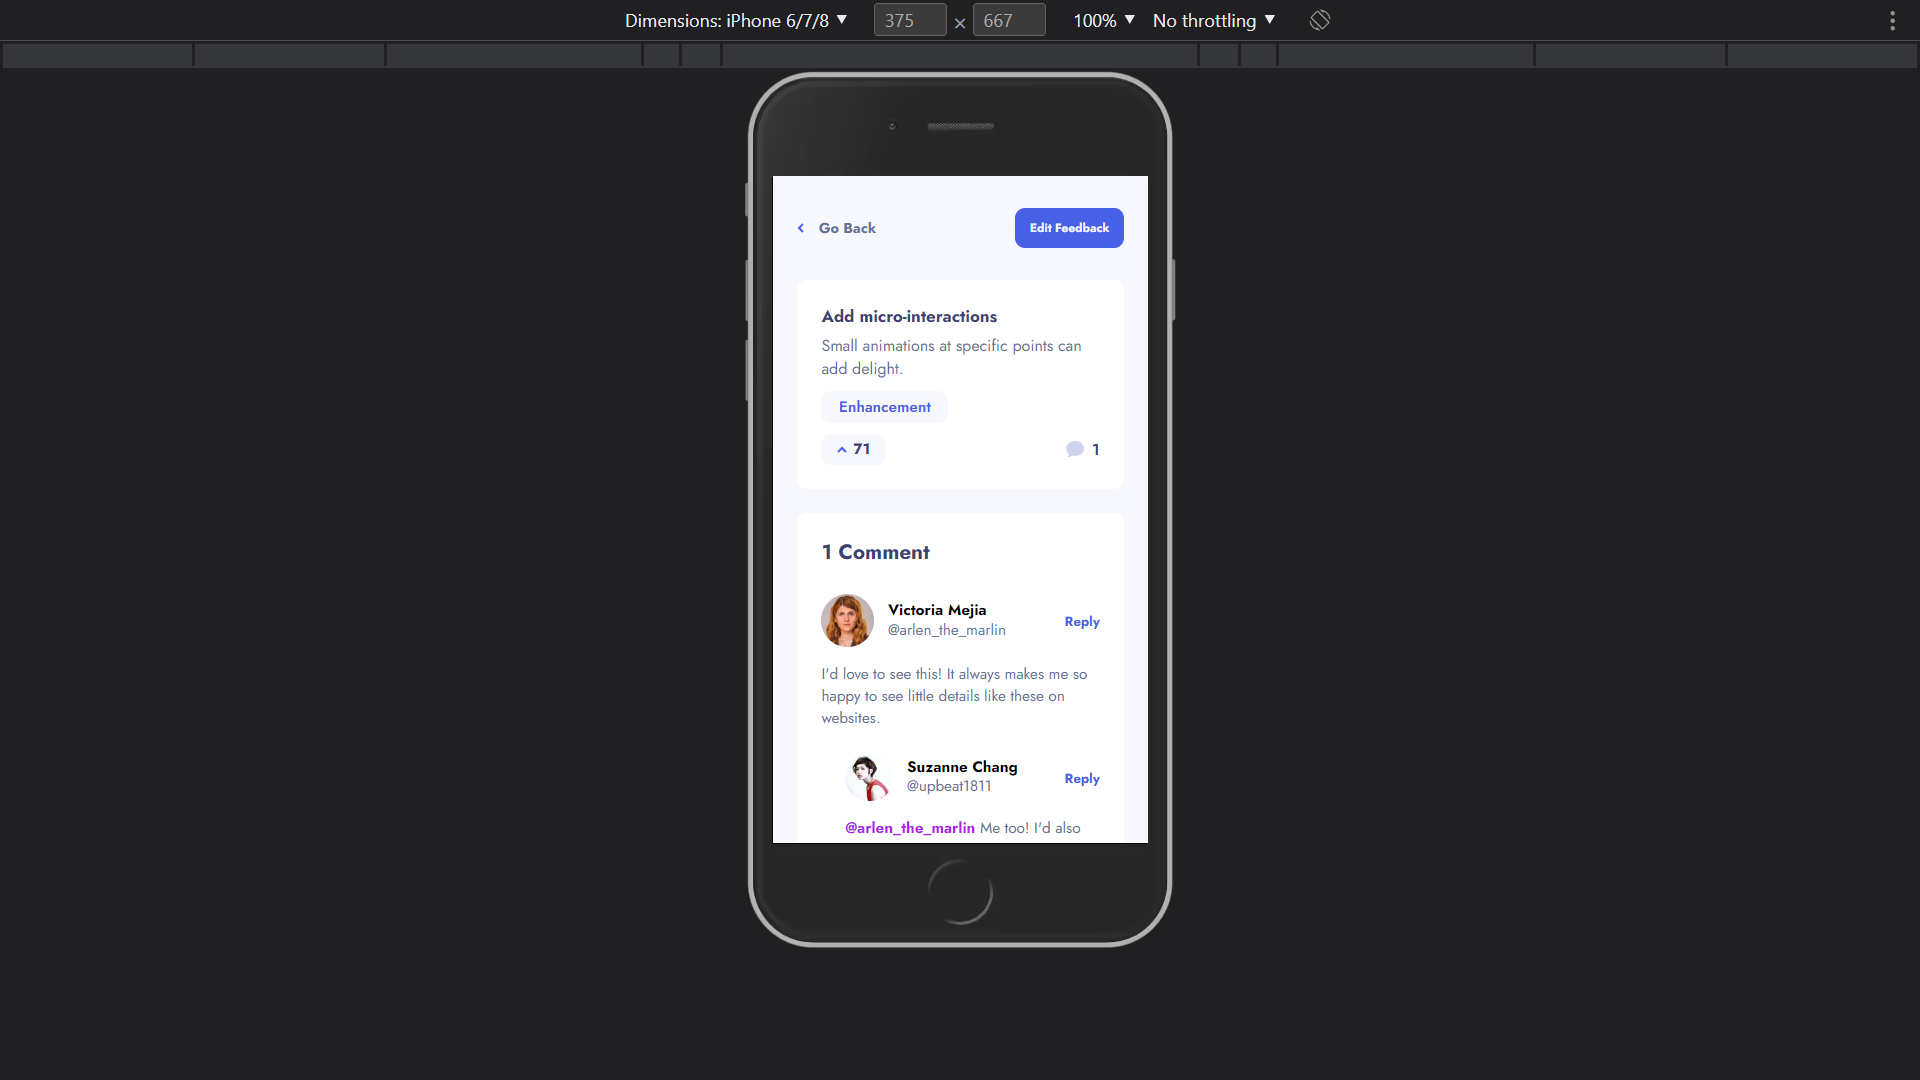 Dimensions: iPhone 6/7/8 ▼ 375 × 667 100% ▼ No throttling ▼
Go Back
Edit Feedback
Add micro-interactions
Small animations at specific points can
add delight.
Enhancement
71
1
1 Comment
Victoria Mejia
@arlen_the_marlin
Reply
I'd love to see this! It always makes me so
happy to see little details like these on
websites.
Suzanne Chang
@upbeat1811
Reply
@arlen_the_marlin Me too! I'd also